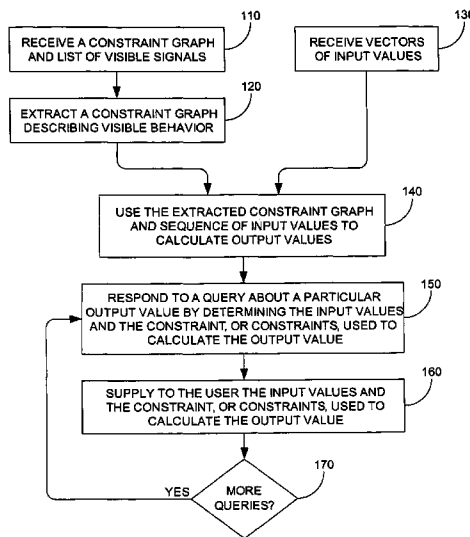 110
RECEIVE A CONSTRAINT GRAPH
AND LIST OF VISIBLE SIGNALS
130
RECEIVE VECTORS
OF INPUT VALUES
120
EXTRACT A CONSTRAINT GRAPH
DESCRIBING VISIBLE BEHAVIOR
140
USE THE EXTRACTED CONSTRAINT GRAPH
AND SEQUENCE OF INPUT VALUES TO
CALCULATE OUTPUT VALUES
150
RESPOND TO A QUERY ABOUT A PARTICULAR
OUTPUT VALUE BY DETERMINING THE INPUT VALUES
AND THE CONSTRAINT, OR CONSTRAINTS, USED TO
CALCULATE THE OUTPUT VALUE
160
SUPPLY TO THE USER THE INPUT VALUES AND
THE CONSTRAINT, OR CONSTRAINTS, USED TO
CALCULATE THE OUTPUT VALUE
170
YES
MORE
QUERIES?